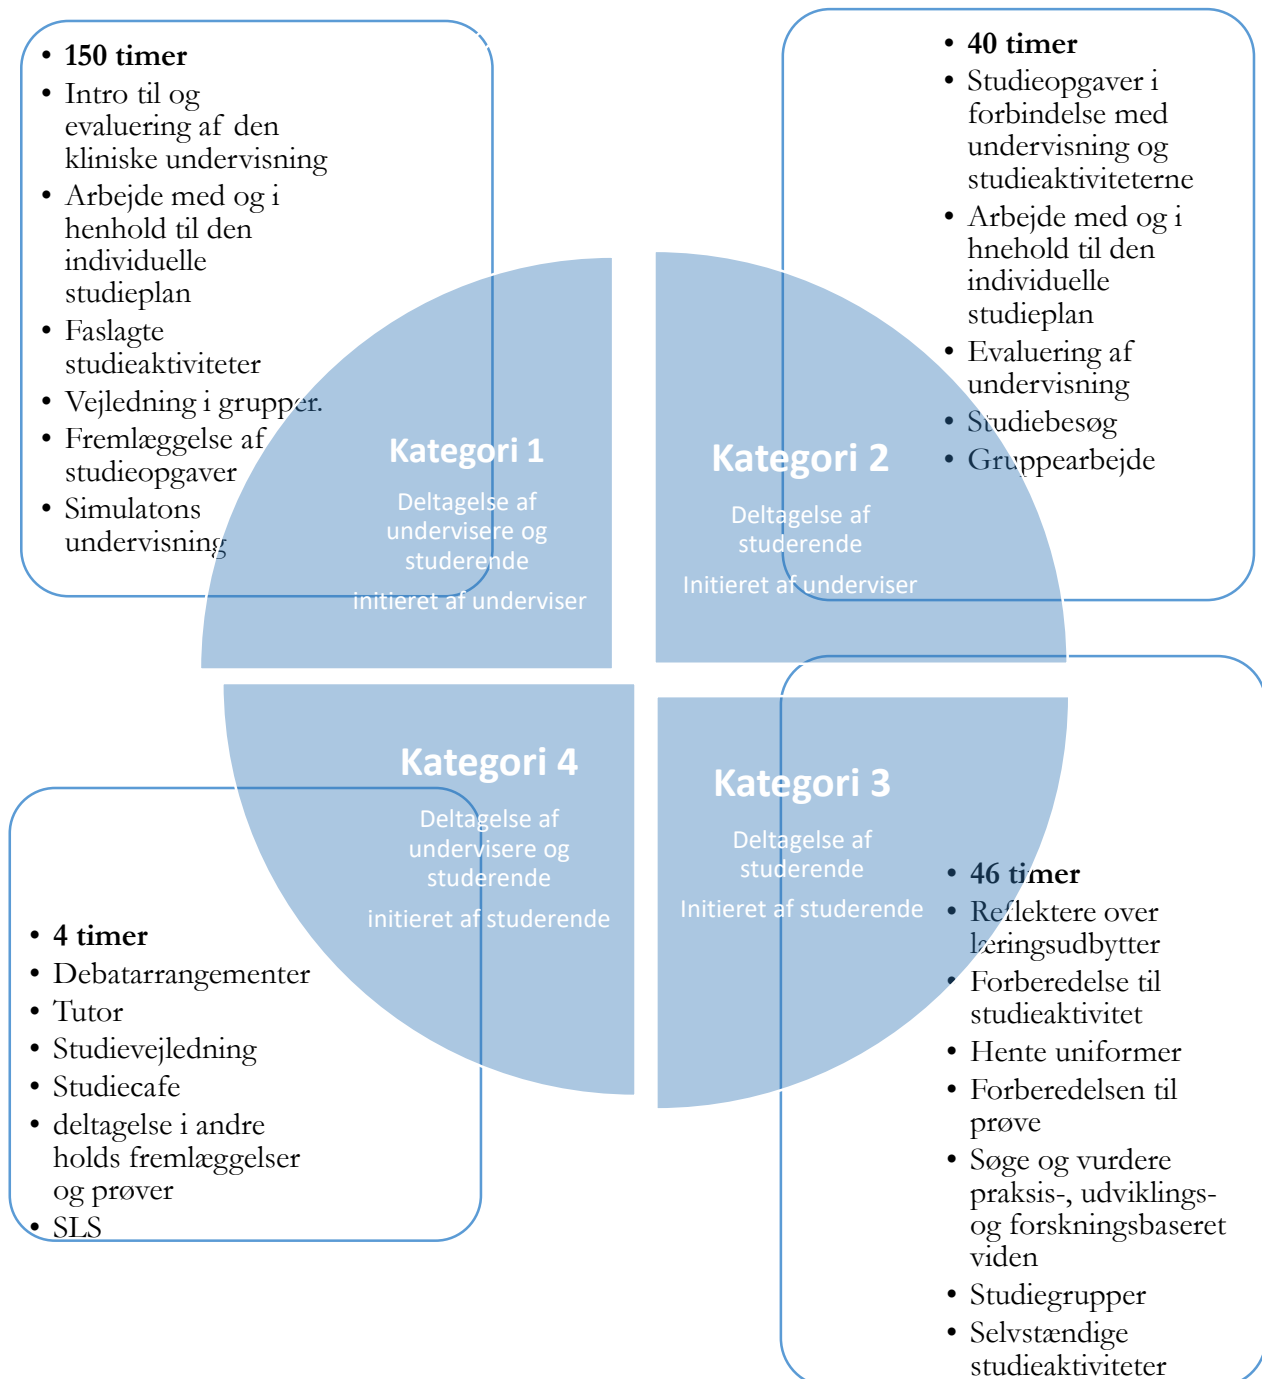 • 150 timer
• Intro til og
evaluering af den
kliniske undervisning
• Arbejde med og i
henhold til den
individuelle
studieplan
• Faslagte
studieaktiviteter
• Vejledning i grupper.
• Fremlæggelse af
studieopgaver
• Simulatons
undervisning
• 40 timer
• Studieopgaver i
forbindelse med
undervisning og
studieaktiviteterne
• Arbejde med og i
hnehold til den
individuelle
studieplan
• Evaluering af
undervisning
• Studiebesøg
• Gruppearbejde
Kategori 1
Deltagelse af
undervisere og
studerende
initieret af underviser
Kategori 2
Deltagelse af
studerende
Initieret af underviser
Kategori 4
Deltagelse af
undervisere og
studerende
initieret af studerende
Kategori 3
Deltagelse af
studerende
Initieret af studerende
• 4 timer
• Debatarrangementer
• Tutor
• Studievejledning
• Studiecafe
• deltagelse i andre
holds fremlæggelser
og prøver
• SLS
• 46 timer
• Reflektere over
læringsudbytter
• Forberedelse til
studieaktivitet
• Hente uniformer
• Forberedelsen til
prøve
• Søge og vurdere
praksis-, udviklings-
og forskningsbaseret
viden
• Studiegrupper
• Selvstændige
studieaktiviteter